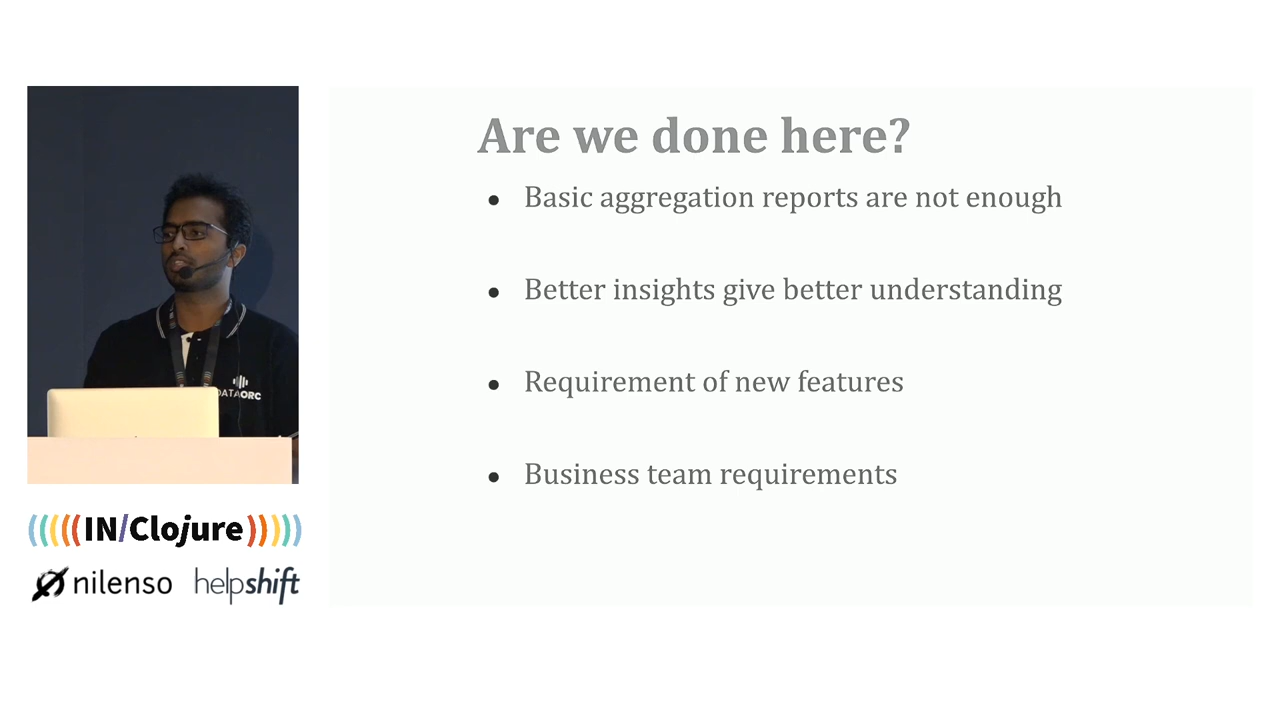 Are we done here?
● Basic aggregation reports are not enough
● Better insights give better understanding
● Requirement of new features
● Business team requirements
DATAORC
(((((IN/Clojure)))))
nilenso helpshift